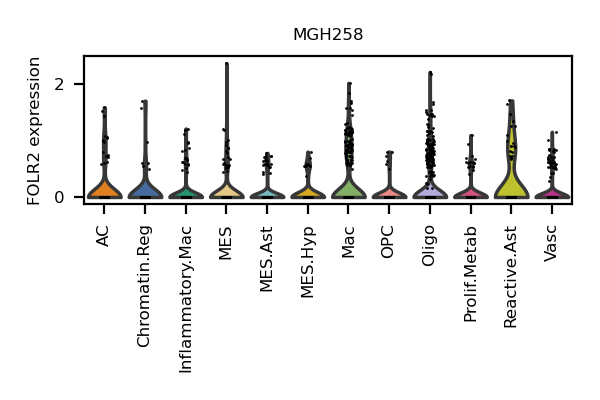 MGH258
FOLR2 expression
2
0
AC
Chromatin.Reg
Inflammatory.Mac
MES
MES.Ast
MES.Hyp
Mac
OPC
Oligo
Prolif.Metab
Reactive.Ast
Vasc